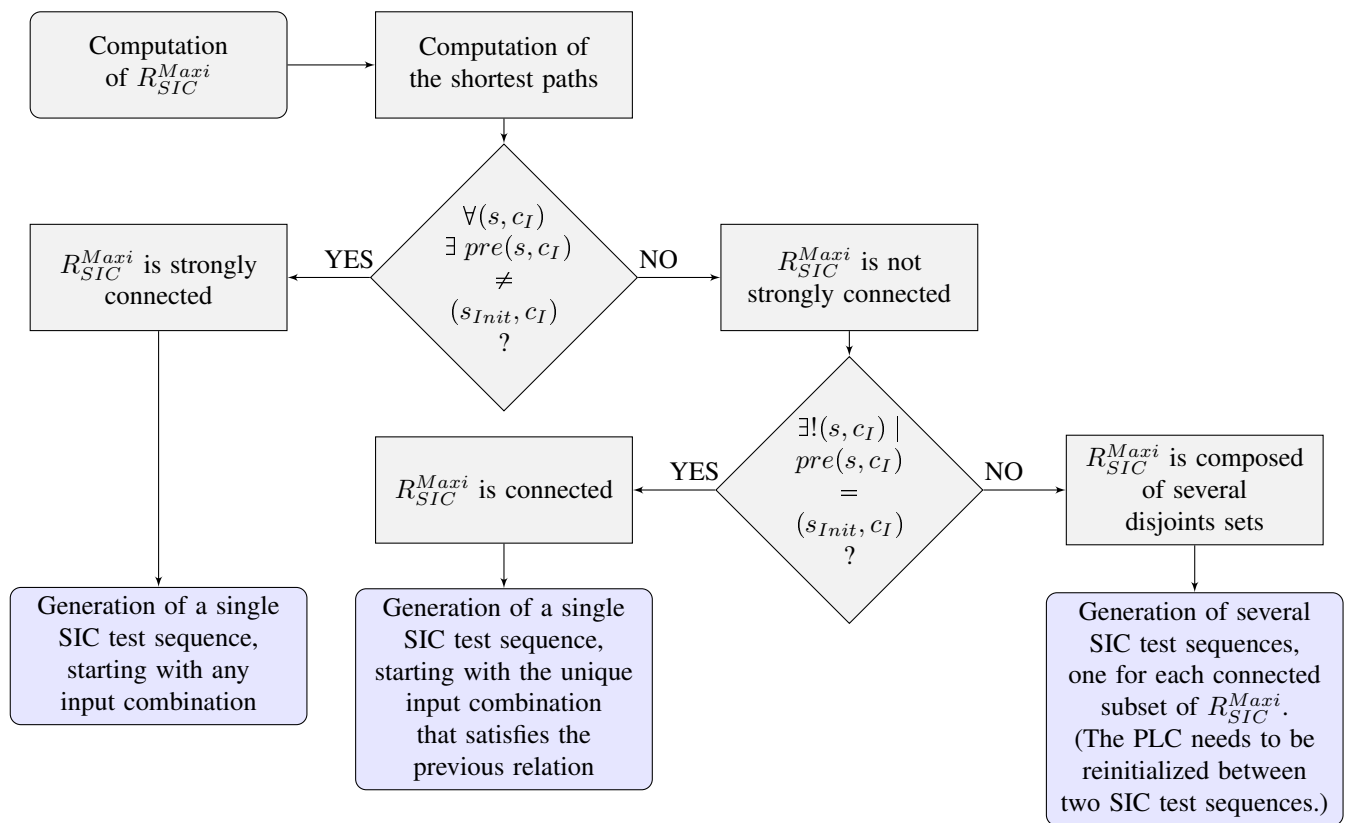 Computation
of $R_{SIC}^{Maxi}$
Computation of
the shortest paths
$\forall(s, c_I)$
$\exists\ pre(s, c_I)$
$\neq$
$(s_{Init}, c_I)$
?
YES
NO
$R_{SIC}^{Maxi}$ is strongly
connected
$R_{SIC}^{Maxi}$ is not
strongly connected
$\exists!(s, c_I)\ |$
$pre(s, c_I)$
$=$
$(s_{Init}, c_I)$
?
YES
NO
$R_{SIC}^{Maxi}$ is connected
$R_{SIC}^{Maxi}$ is composed
of several
disjoints sets
Generation of a single
SIC test sequence,
starting with any
input combination
Generation of a single
SIC test sequence,
starting with the unique
input combination
that satisfies the
previous relation
Generation of several
SIC test sequences,
one for each connected
subset of $R_{SIC}^{Maxi}$.
(The PLC needs to be
reinitialized between
two SIC test sequences.)